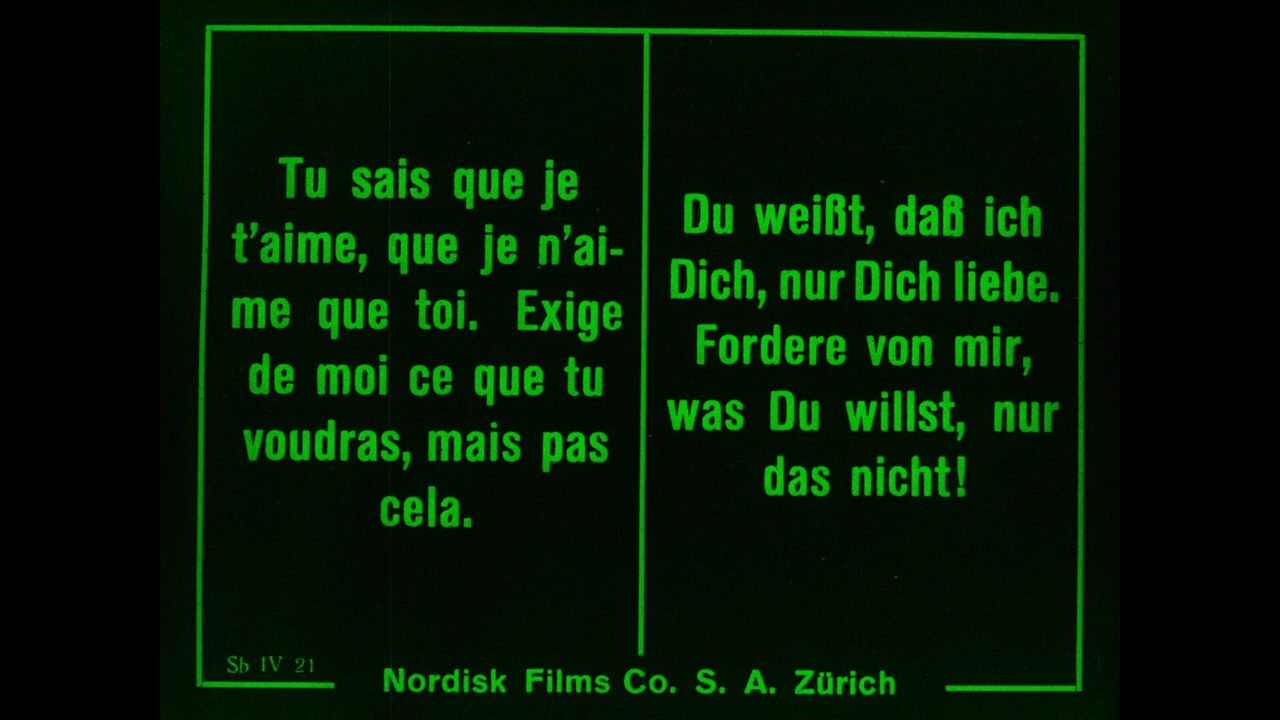 Tu sais que je
t'aime, que je n'ai-
me que toi. Exige
de moi ce que tu
voudras, mais pas
cela.
Du weißt, daß ich
Dich, nur Dich liebe.
Fordere von mir,
was Du willst, nur
das nicht!
Sb IV 21
Nordisk Films Co. S. A. Zürich